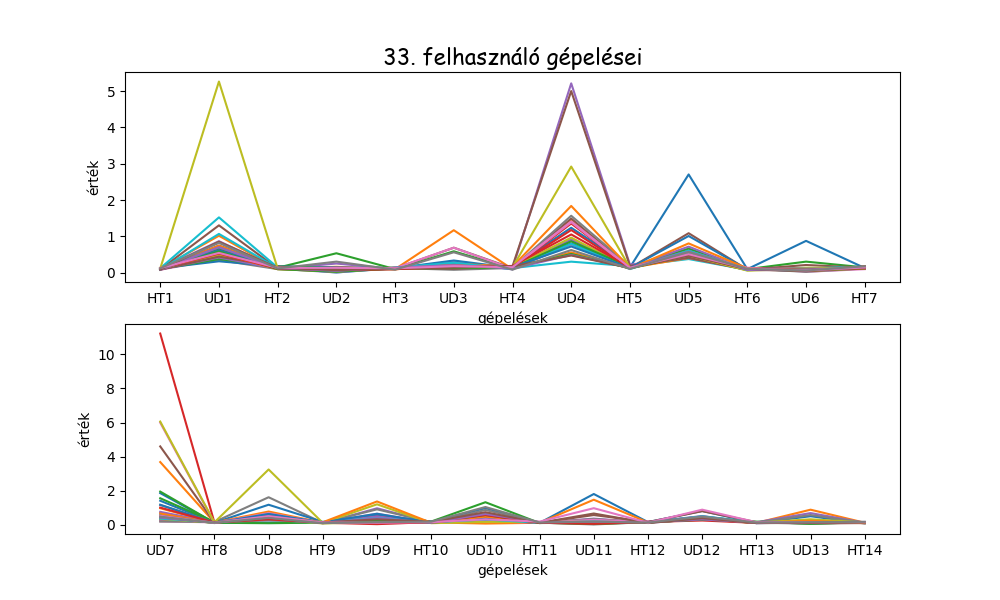 33. felhasználó gépelései
érték
5
4
3
2
1
0
HT1 UD1 HT2 UD2 HT3 UD3 HT4 UD4 HT5 UD5 HT6 UD6 HT7
gépelések
érték
10
8
6
4
2
0
UD7 HT8 UD8 HT9 UD9 HT10 UD10 HT11 UD11 HT12 UD12 HT13 UD13 HT14
gépelések